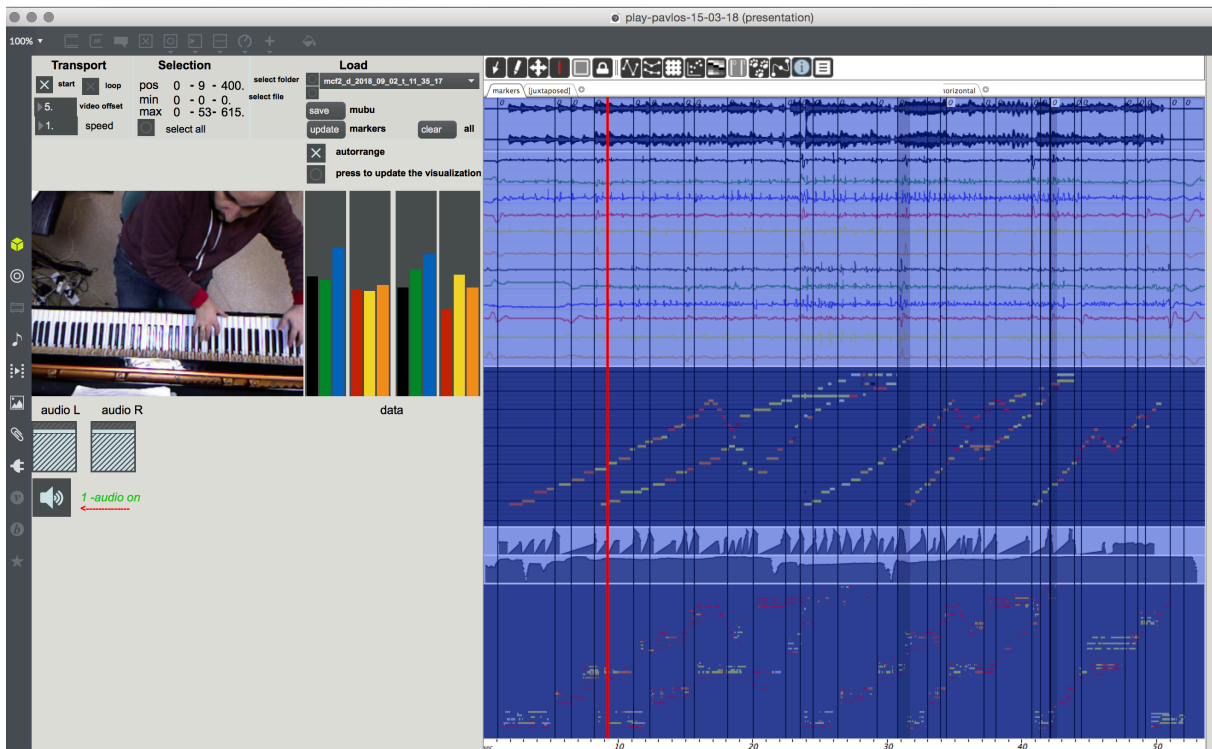 play-pavlos-15-03-18 (presentation)
100%
Transport
Selection
Load
start
loop
pos 0 - 9 - 400.
select folder
mcf2_d_2018_09_02_t_11_35_17
5.
video offset
min 0 - 0 - 0.
select file
max 0 - 53- 615.
save
mubu
1.
speed
select all
update
markers
clear
all
autorrange
press to update the visualization
markers
[juxtaposed]
orizontal
audio L
audio R
data
1 -audio on
sec
10
20
30
40
50